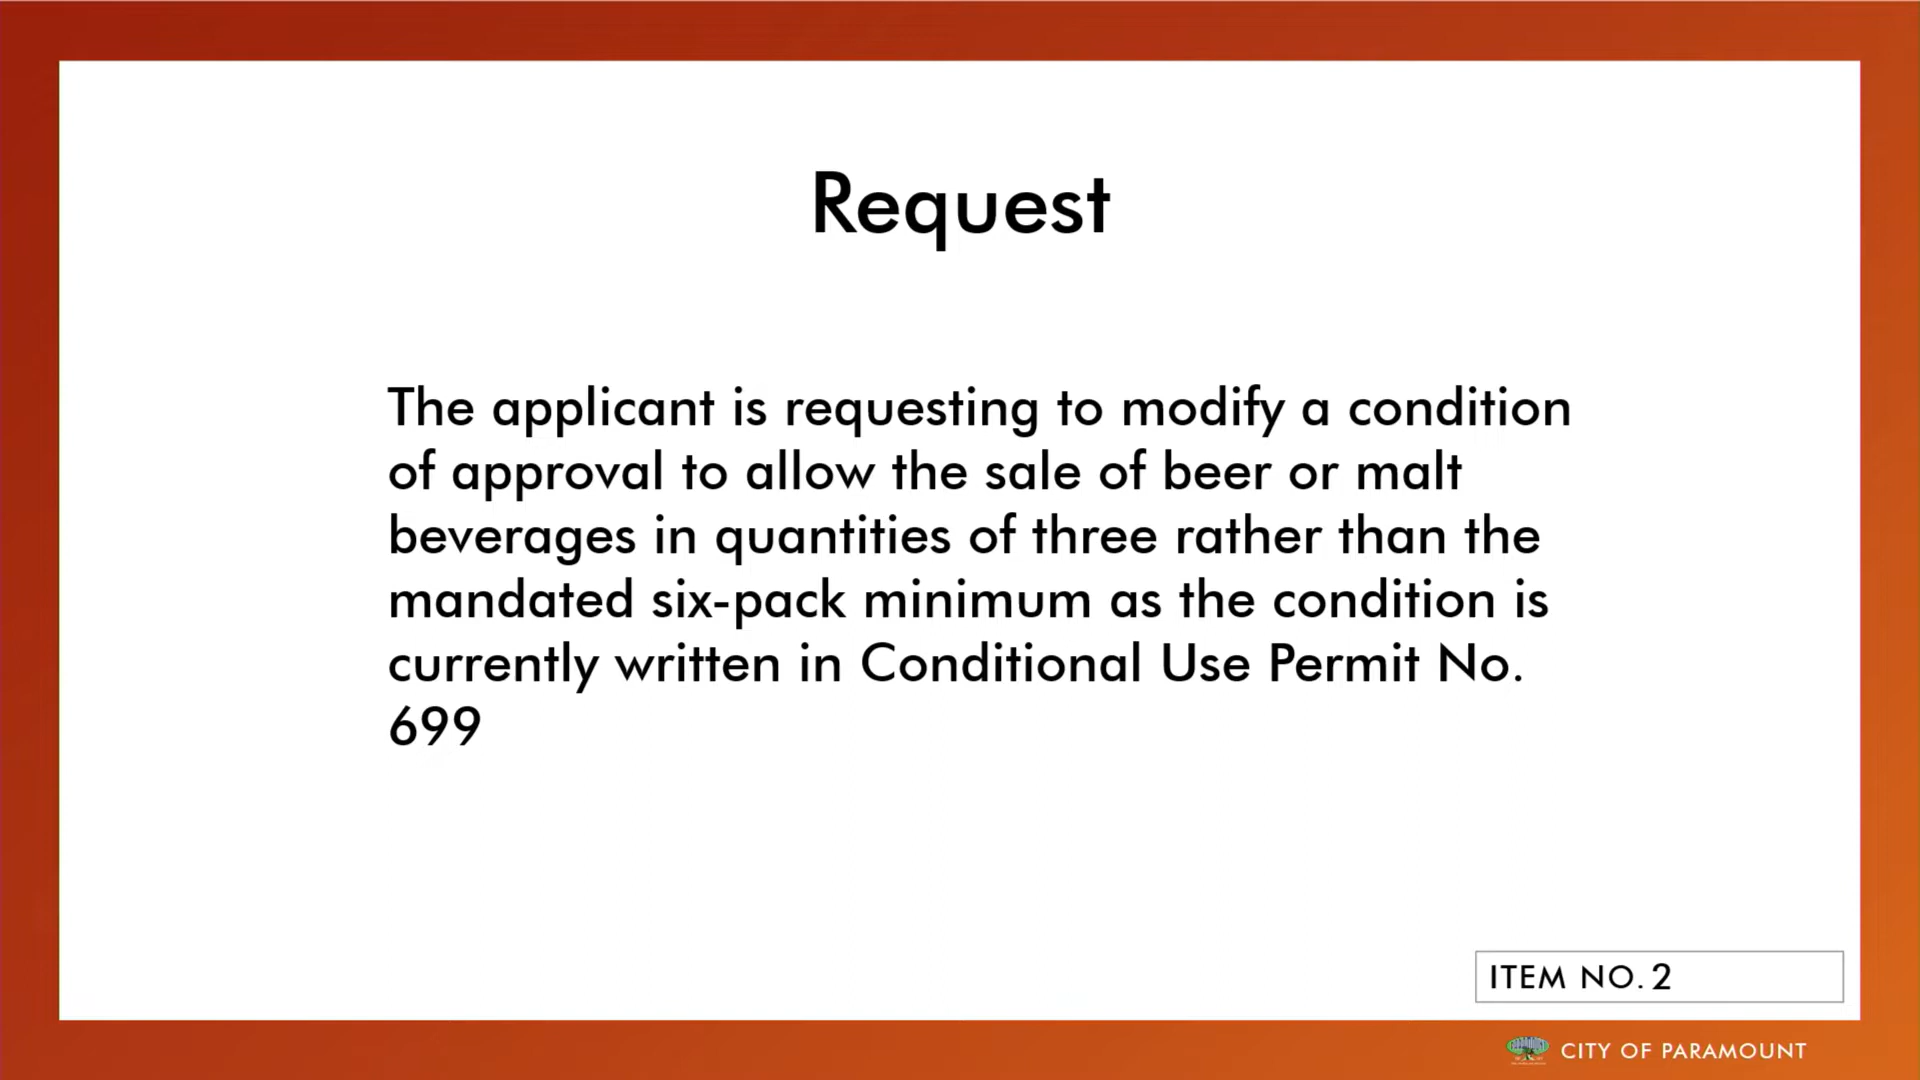 Request
The applicant is requesting to modify a condition
of approval to allow the sale of beer or malt
beverages in quantities of three rather than the
mandated six-pack minimum as the condition is
currently written in Conditional Use Permit No.
699
ITEM NO. 2
CITY OF PARAMOUNT